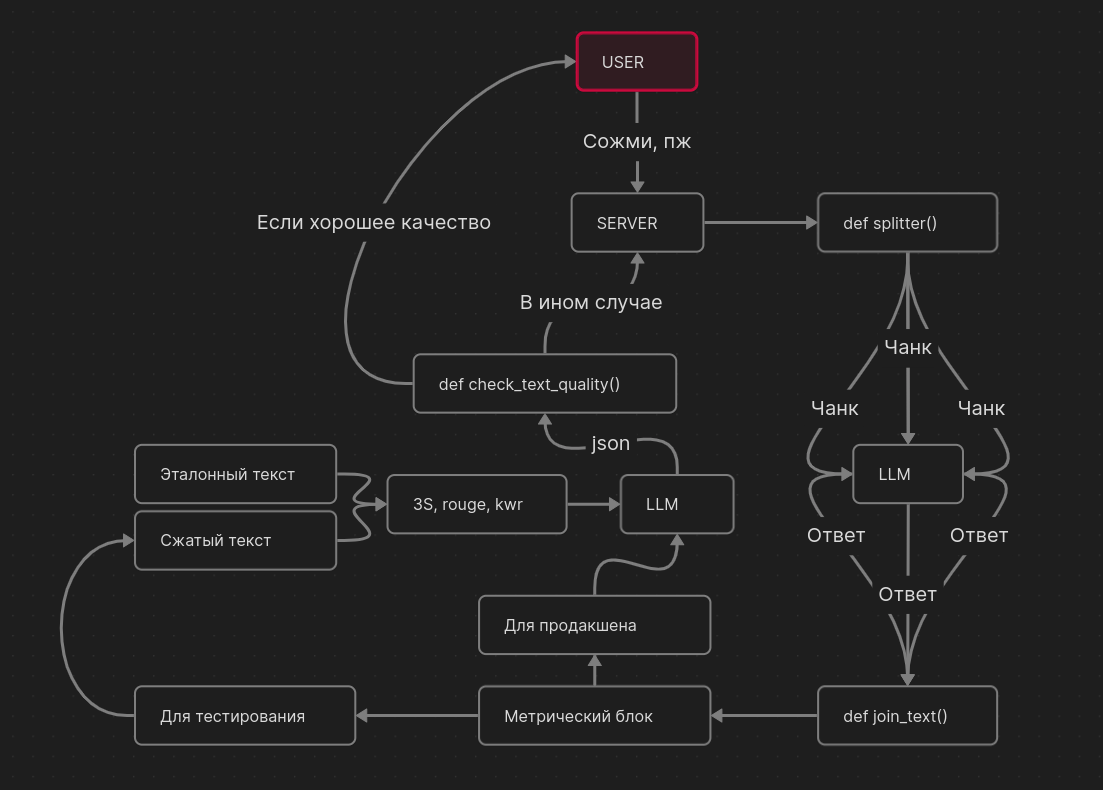 USER
Сожми, пж
SERVER
def splitter()
Если хорошее качество
В ином случае
Чанк
Чанк
Чанк
def check_text_quality()
json
Эталонный текст
Сжатый текст
3S, rouge, kwr
LLM
LLM
Ответ
Ответ
Ответ
Для продакшена
Для тестирования
Метрический блок
def join_text()